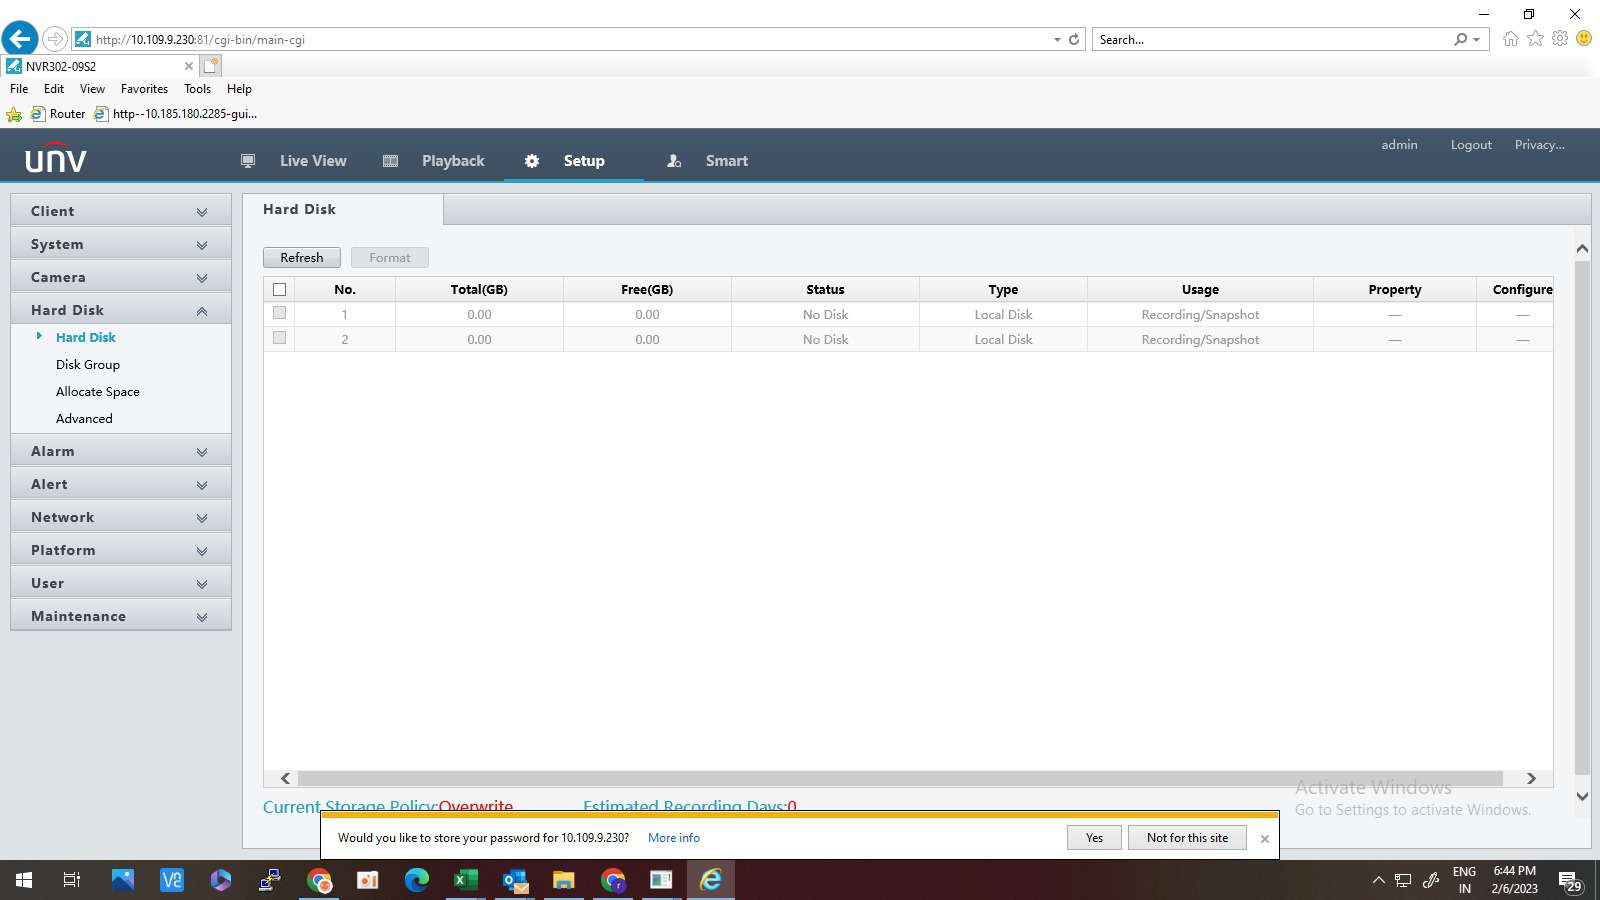 http://10.109.9.230:81/cgi-bin/main-cgi
Search...
NVR302-09S2
File Edit View Favorites Tools Help
Router http--10.185.180.2285-gui...
unv
Live View Playback Setup Smart
admin Logout Privacy...
Client
System
Camera
Hard Disk
Hard Disk
Disk Group
Allocate Space
Advanced
Alarm
Alert
Network
Platform
User
Maintenance
Hard Disk
Refresh Format
No. Total(GB) Free(GB) Status Type Usage Property Configure
1 0.00 0.00 No Disk Local Disk Recording/Snapshot — —
2 0.00 0.00 No Disk Local Disk Recording/Snapshot — —
Current Storage Policy:Overwrite Estimated Recording Days:0
Activate Windows
Go to Settings to activate Windows.
Would you like to store your password for 10.109.9.230? More info Yes Not for this site
ENG
IN
6:44 PM
2/6/2023
29